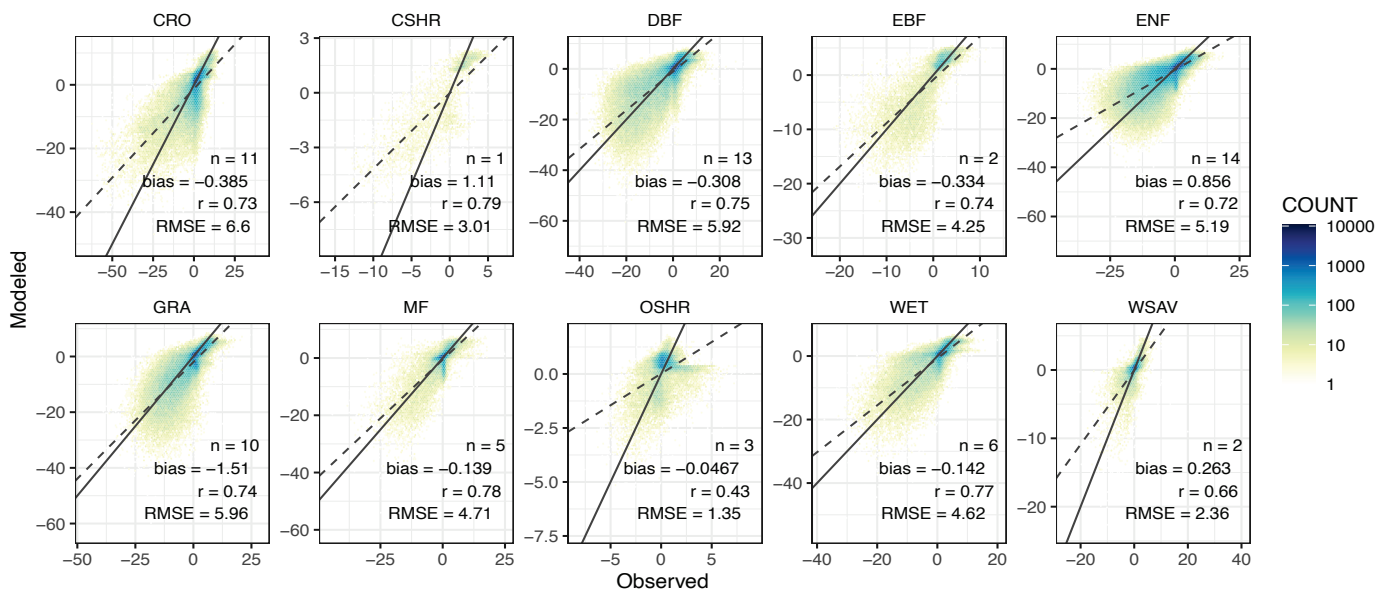 CRO
CSHR
DBF
EBF
ENF
0
−20
−40
−50
−25
0
25
n = 11
bias = −0.385
r = 0.73
RMSE = 6.6
3
0
−3
−6
−15
−10
−5
0
5
n = 1
bias = 1.11
r = 0.79
RMSE = 3.01
0
−20
−40
−60
−40
−20
0
n = 13
bias = −0.308
r = 0.75
RMSE = 5.92
0
−10
−20
−30
−20
−10
0
10
n = 2
bias = −0.334
r = 0.74
RMSE = 4.25
0
−20
−40
−60
−25
0
25
n = 14
bias = 0.856
r = 0.72
RMSE = 5.19
GRA
MF
OSHR
WET
WSAV
0
−20
−40
−60
−50
−25
0
25
n = 10
bias = −1.51
r = 0.74
RMSE = 5.96
0
−20
−40
−60
−25
0
25
n = 5
bias = −0.139
r = 0.78
RMSE = 4.71
0.0
−2.5
−5.0
−7.5
−5
0
5
n = 3
bias = −0.0467
r = 0.43
RMSE = 1.35
0
−20
−40
−40
−20
0
n = 6
bias = −0.142
r = 0.77
RMSE = 4.62
0
−10
−20
−20
0
20
40
n = 2
bias = 0.263
r = 0.66
RMSE = 2.36
Modeled
Observed
COUNT
10000
1000
100
10
1